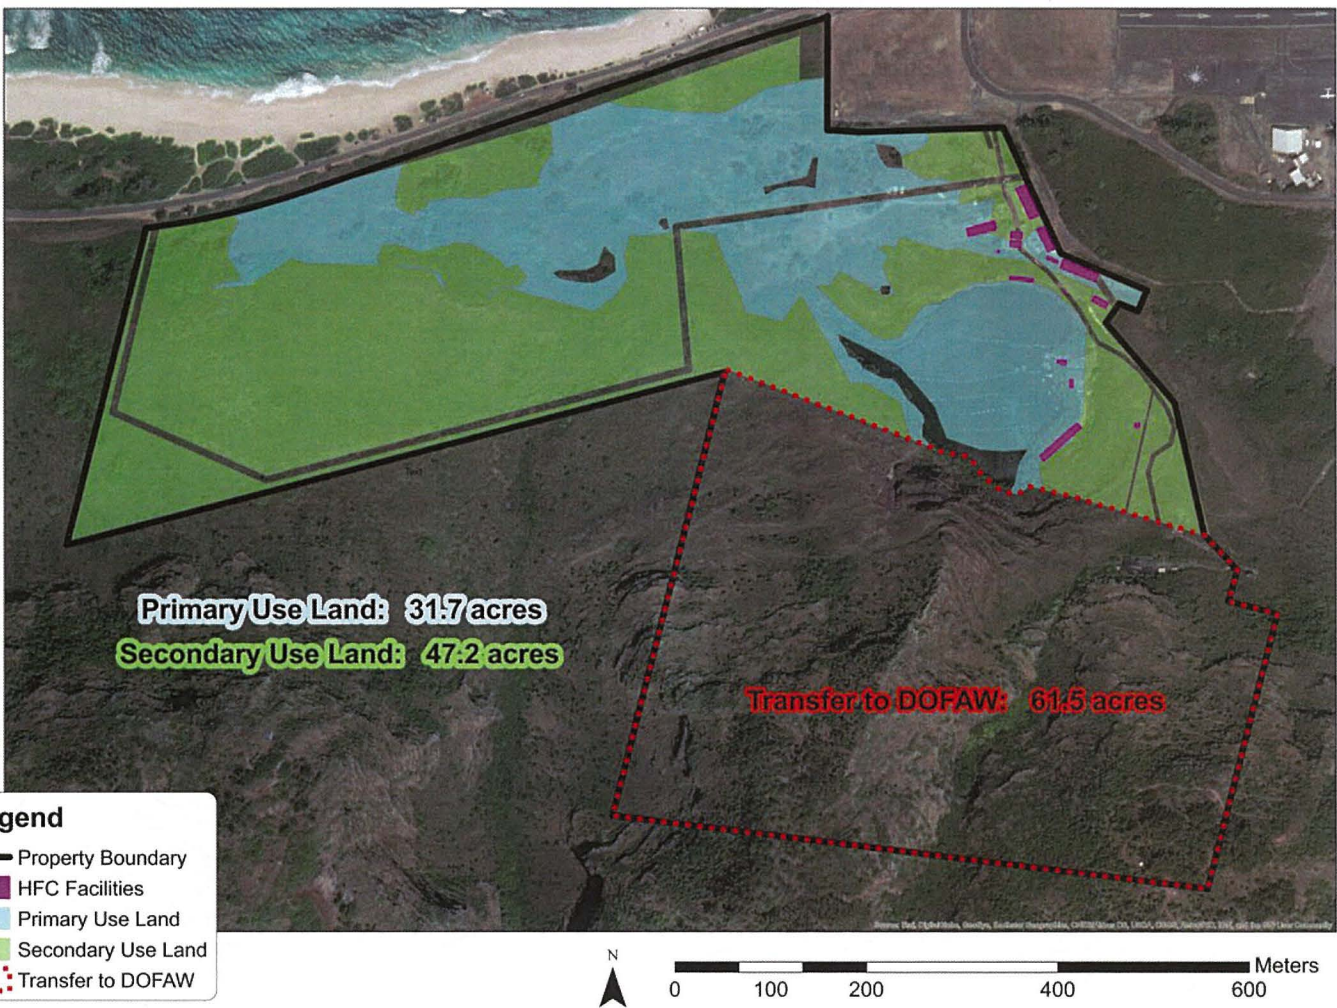 Primary Use Land: 31.7 acres
Secondary Use Land: 47.2 acres
Transfer to DOFAW: 61.5 acres
gend
Property Boundary
HFC Facilities
Primary Use Land
Secondary Use Land
Transfer to DOFAW
N
0 100 200 400 600 Meters